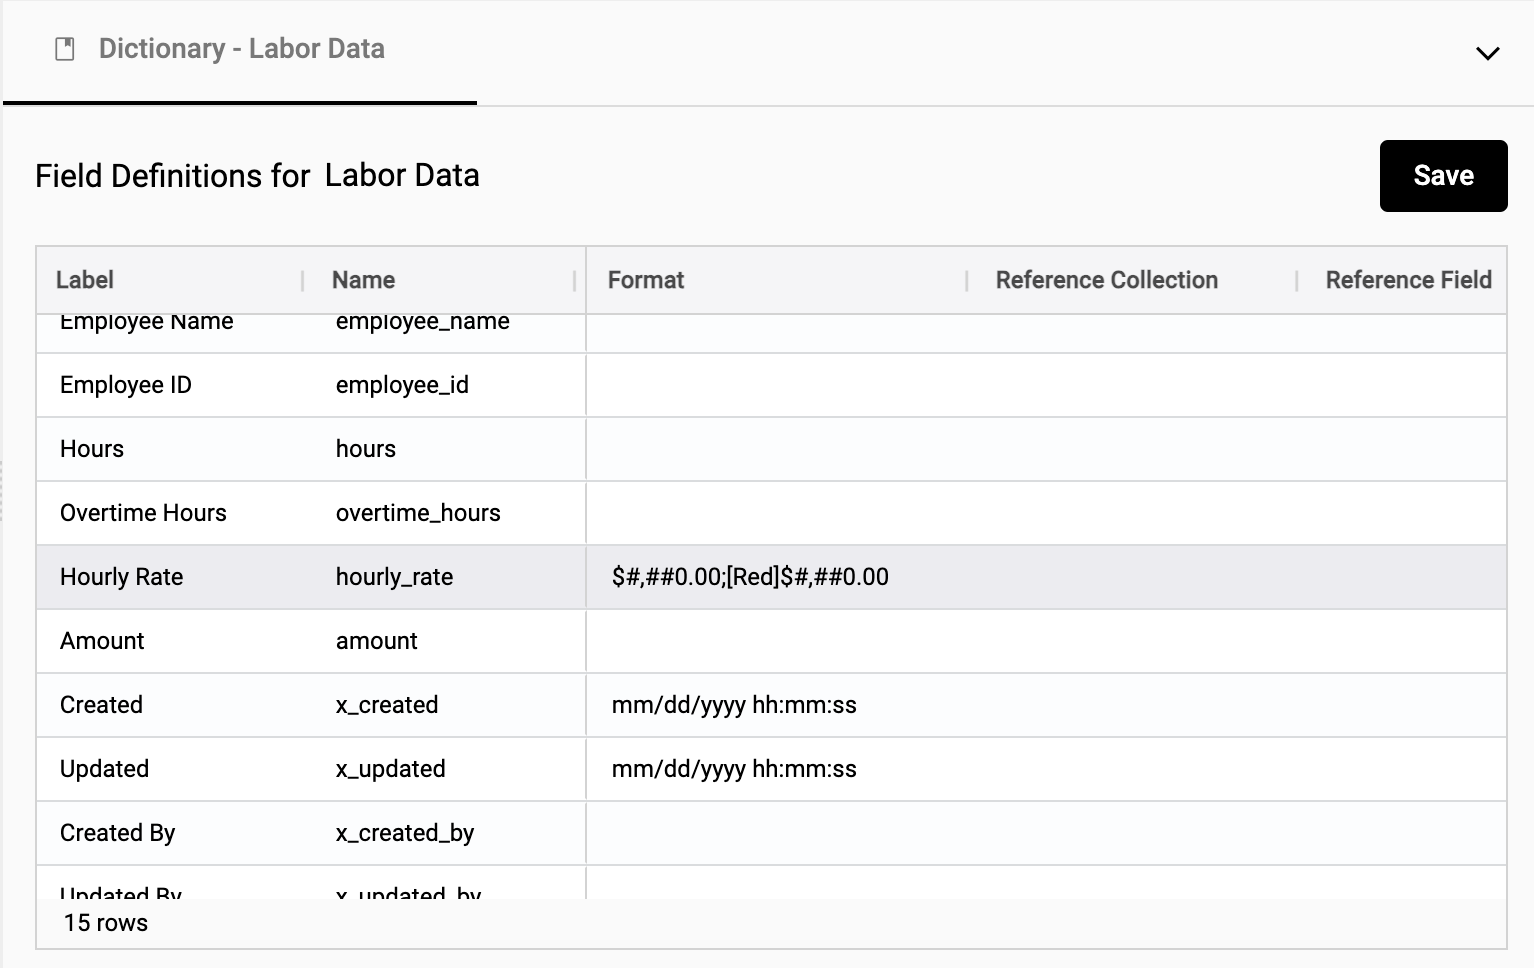 Dictionary - Labor Data
Field Definitions for Labor Data
Save
Label Name Format Reference Collection Reference Field
Employee Name employee_name
Employee ID employee_id
Hours hours
Overtime Hours overtime_hours
Hourly Rate hourly_rate $#,##0.00;[Red]$#,##0.00
Amount amount
Created x_created mm/dd/yyyy hh:mm:ss
Updated x_updated mm/dd/yyyy hh:mm:ss
Created By x_created_by
Updated By x_updated_by
15 rows